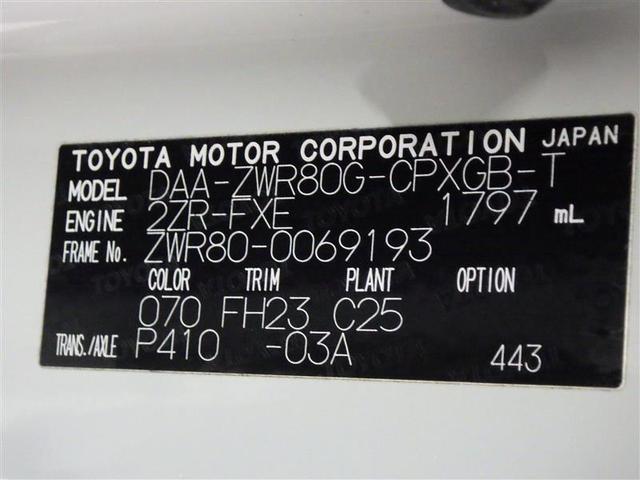 TOYOTA MOTOR CORPORATION JAPAN
MODEL DAA-ZWR80G-CPXGB-T
ENGINE 2ZR-FXE 1797 mL
FRAME No. ZWR80-0069193
COLOR TRIM PLANT OPTION
070 FH23 C25
TRANS./AXLE P410 -03A 443